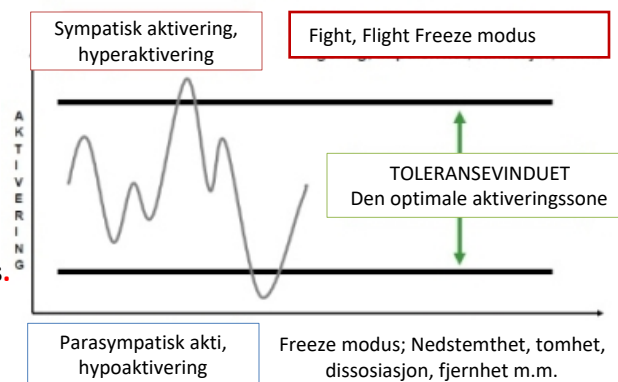 Sympatisk aktivering,
hyperaktivering
Fight, Flight Freeze modus
AKTIVERING
TOLERANSEVINDUET
Den optimale aktiveringssone
s.
Parasympatisk akti,
hypoaktivering
Freeze modus; Nedstemthet, tomhet,
dissosiasjon, fjernhet m.m.